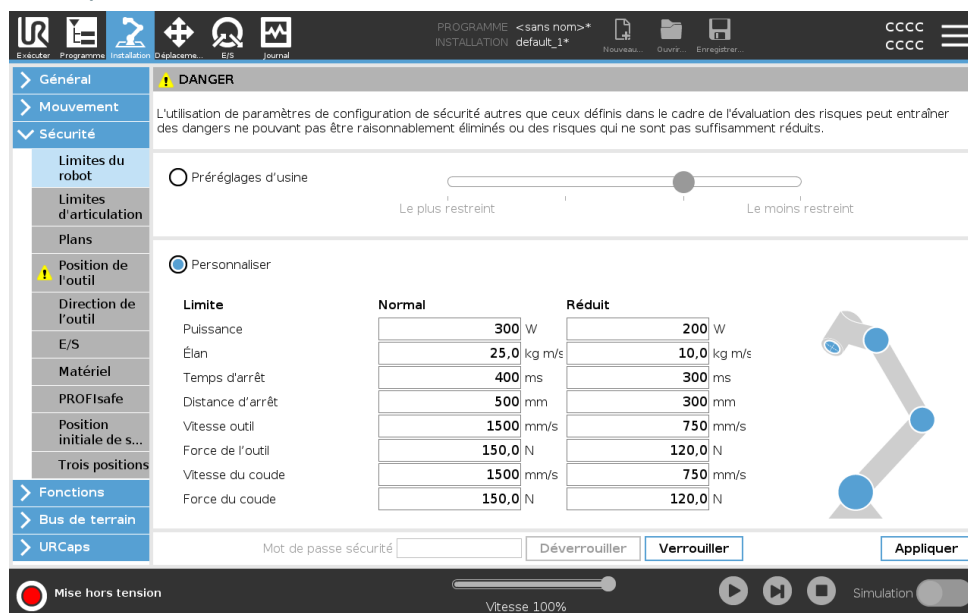 UR
PROGRAMME <sans nom>*
INSTALLATION default_1*
Exécuter Programme Installation Déplaceme... E/S Journal
Nouveau... Ouvrir... Enregistrer...
CCCC
CCCC
Général
Mouvement
Sécurité
Limites du
robot
Limites
d'articulation
Plans
Position de
l'outil
Direction de
l'outil
E/S
Matériel
PROFIsafe
Position
initiale de s...
Trois positions
Fonctions
Bus de terrain
URCaps
DANGER
L'utilisation de paramètres de configuration de sécurité autres que ceux définis dans le cadre de l'évaluation des risques peut entraîner
des dangers ne pouvant pas être raisonnablement éliminés ou des risques qui ne sont pas suffisamment réduits.
Préréglages d'usine
Le plus restreint Le moins restreint
Personnaliser
Limite Normal Réduit
Puissance 300 W 200 W
Élan 25,0 kg m/s 10,0 kg m/s
Temps d'arrêt 400 ms 300 ms
Distance d'arrêt 500 mm 300 mm
Vitesse outil 1500 mm/s 750 mm/s
Force de l'outil 150,0 N 120,0 N
Vitesse du coude 1500 mm/s 750 mm/s
Force du coude 150,0 N 120,0 N
Mot de passe sécurité Déverrouiller Verrouiller Appliquer
Mise hors tension
Vitesse 100%
Simulation